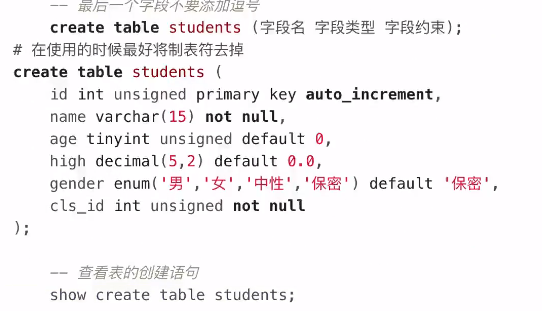 -- 最后一个字段不要添加逗号
create table students (字段名 字段类型 字段约束);
# 在使用的时候最好将制表符去掉
create table students (
id int unsigned primary key auto_increment,
name varchar(15) not null,
age tinyint unsigned default 0,
high decimal(5,2) default 0.0,
gender enum('男','女','中性','保密') default '保密',
cls_id int unsigned not null
);
-- 查看表的创建语句
show create table students;